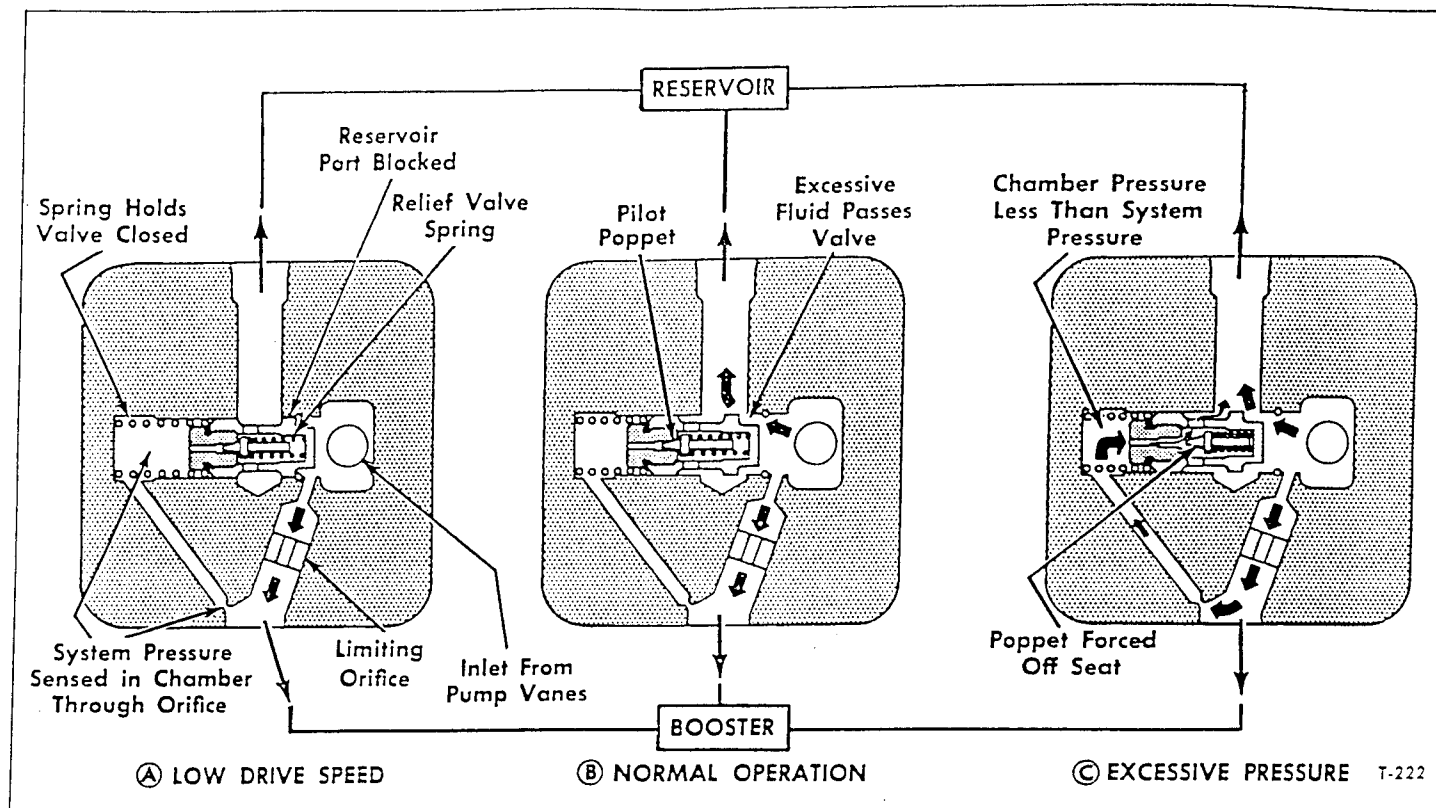 RESERVOIR
Reservoir
Port Blocked
Relief Valve
Spring
Spring Holds
Valve Closed
Pilot
Poppet
Excessive
Fluid Passes
Valve
Chamber Pressure
Less Than System
Pressure
System Pressure
Sensed in Chamber
Through Orifice
Limiting
Orifice
Inlet From
Pump Vanes
Poppet Forced
Off Seat
BOOSTER
Ⓐ LOW DRIVE SPEED
Ⓑ NORMAL OPERATION
Ⓒ EXCESSIVE PRESSURE
T-222